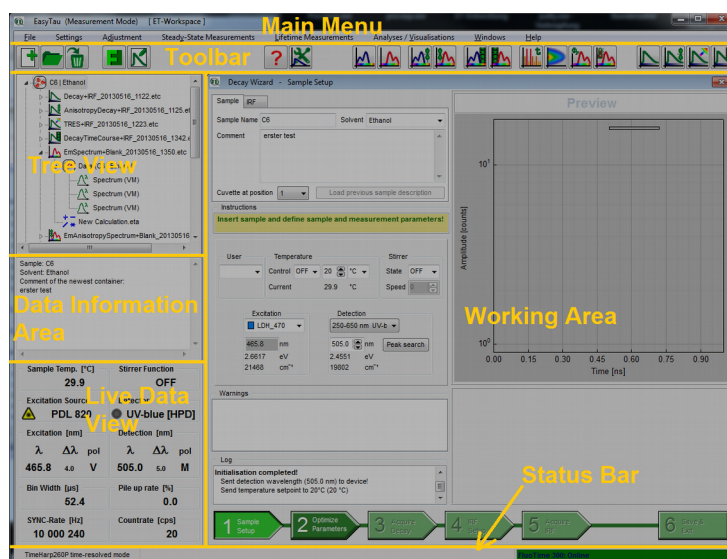 EasyTau (Measurement Mode) [ ET-Workspace ]
Main Menu
File Settings Adjustment Steady-State Measurements Lifetime Measurements Analyses / Visualisations Windows Help
Toolbar
C6 | Ethanol
Decay+IRF_20130516_1122.etc
AnisotropyDecay+IRF_20130516_1125.et
TRES+IRF_20130516_1223.etc
DecayTimeCourse+IRF_20130516_1342.e
EmSpectrum+Blank_20130516_1350.etc
Tree View
Spectrum (VM)
Spectrum (VM)
Spectrum (VM)
New Calculation.eta
EmAnisotropySpectrum+Blank_20130516
Sample: C6
Solvent: Ethanol
Comment of the newest container:
erster test
Data Information
Area
Sample Temp. [°C] Stirrer Function
29.9 OFF
Excitation Source Detector
Live Data
View
PDL 820 UV-blue [HPD]
Excitation [nm] Detection [nm]
λ Δλ pol λ Δλ pol
465.8 4.0 V 505.0 5.0 M
Bin Width [µs] Pile up rate [%]
52.4 0.0
SYNC-Rate [Hz] Countrate [cps]
10 000 240 20
Decay Wizard - Sample Setup
Sample IRF
Sample Name C6 Solvent Ethanol
Comment erster test
Cuvette at position 1 Load previous sample description
Instructions
Insert sample and define sample and measurement parameters!
User Temperature Stirrer
Control OFF 20 °C State OFF
Current 29.9 °C Speed 0
Excitation Detection
LDH_470 250-650 nm UV-b
465.8 nm 505.0 nm Peak search
2.6617 eV 2.4551 eV
21468 cm⁻¹ 19802 cm⁻¹
Warnings
Log
Initialisation completed!
Sent detection wavelength (505.0 nm) to device!
Send temperature setpoint to 20°C (20 °C)
Preview
Amplitude [counts]
10¹
10⁰
0.00 0.15 0.30 0.45 0.60 0.75 0.90
Time [ns]
Working Area
Status Bar
1 Sample Setup
2 Optimize Parameters
3 Acquire Decay
4 IRF Setup
5 Acquire IRF
6 Save & Exit
TimeHarp260P time-resolved mode
FluoTime 300: Online